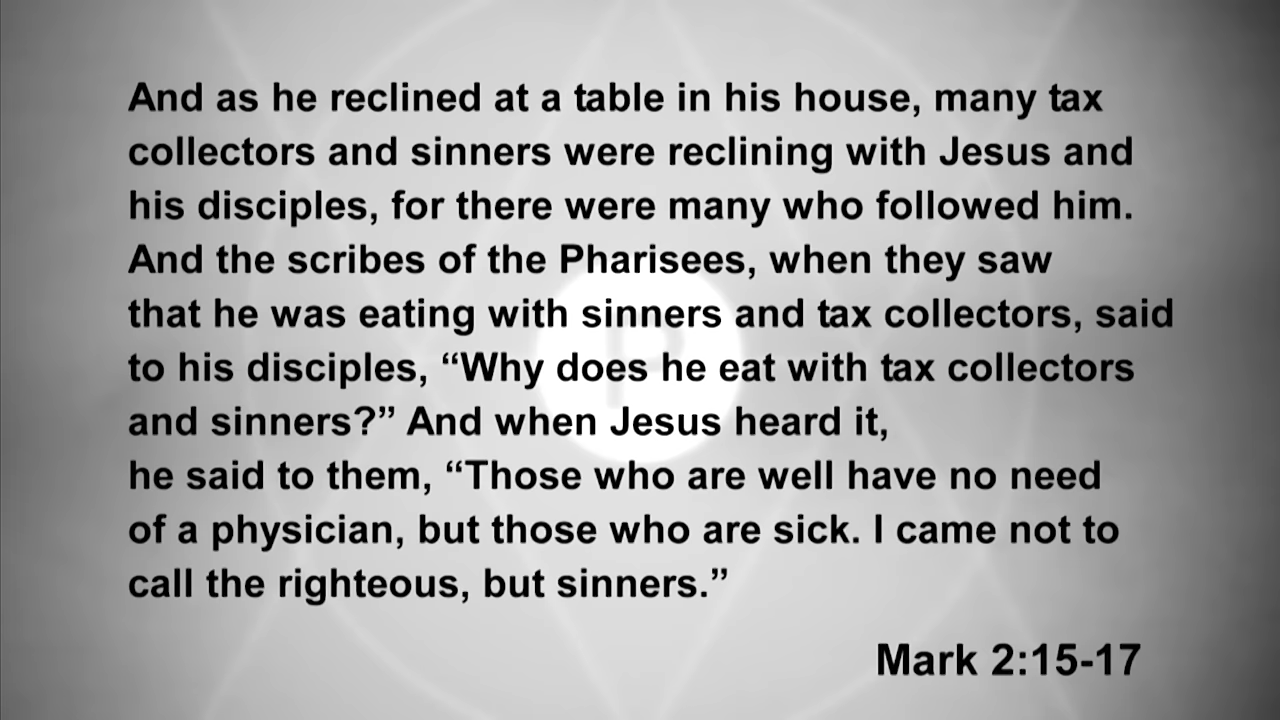 And as he reclined at a table in his house, many tax
collectors and sinners were reclining with Jesus and
his disciples, for there were many who followed him.
And the scribes of the Pharisees, when they saw
that he was eating with sinners and tax collectors, said
to his disciples, “Why does he eat with tax collectors
and sinners?” And when Jesus heard it,
he said to them, “Those who are well have no need
of a physician, but those who are sick. I came not to
call the righteous, but sinners.”
Mark 2:15-17